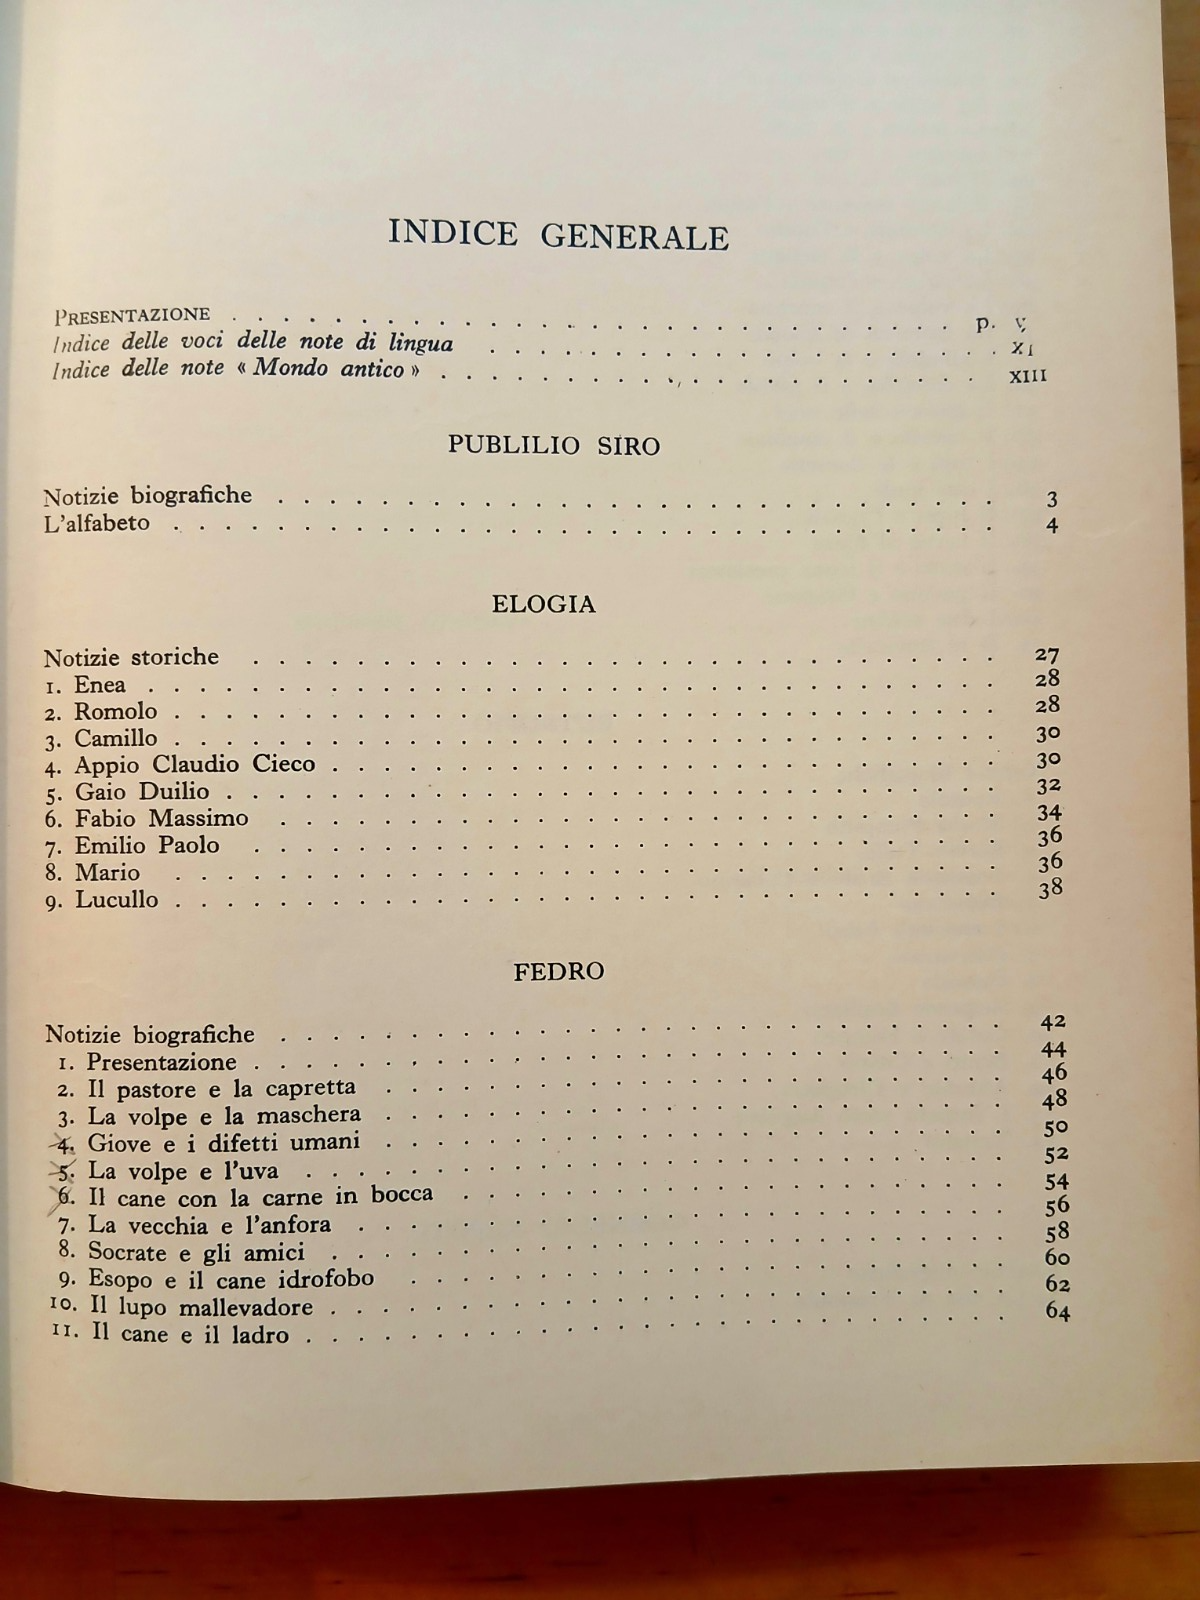 INDICE GENERALE
PRESENTAZIONE . . . . . . . . . . . . . . . . . . . . . . . . . . . . p. V
Indice delle voci delle note di lingua . . . . . . . . . . . . . . . . . . . . XI
Indice delle note « Mondo antico » . . . . . . . . . . . . . . . . . . . . . XIII
PUBLILIO SIRO
Notizie biografiche . . . . . . . . . . . . . . . . . . . . . . . . . . . . 3
L'alfabeto . . . . . . . . . . . . . . . . . . . . . . . . . . . . . . . . 4
ELOGIA
Notizie storiche . . . . . . . . . . . . . . . . . . . . . . . . . . . . . 27
1. Enea . . . . . . . . . . . . . . . . . . . . . . . . . . . . . . . . . 28
2. Romolo . . . . . . . . . . . . . . . . . . . . . . . . . . . . . . . . 28
3. Camillo . . . . . . . . . . . . . . . . . . . . . . . . . . . . . . . . 30
4. Appio Claudio Cieco . . . . . . . . . . . . . . . . . . . . . . . . . . 30
5. Gaio Duilio . . . . . . . . . . . . . . . . . . . . . . . . . . . . . . 32
6. Fabio Massimo . . . . . . . . . . . . . . . . . . . . . . . . . . . . 34
7. Emilio Paolo . . . . . . . . . . . . . . . . . . . . . . . . . . . . . 36
8. Mario . . . . . . . . . . . . . . . . . . . . . . . . . . . . . . . . 36
9. Lucullo . . . . . . . . . . . . . . . . . . . . . . . . . . . . . . . . 38
FEDRO
Notizie biografiche . . . . . . . . . . . . . . . . . . . . . . . . . . . . 42
1. Presentazione . . . . . . . . . . . . . . . . . . . . . . . . . . . . . 44
2. Il pastore e la capretta . . . . . . . . . . . . . . . . . . . . . . . . 46
3. La volpe e la maschera . . . . . . . . . . . . . . . . . . . . . . . . 48
4. Giove e i difetti umani . . . . . . . . . . . . . . . . . . . . . . . . 50
5. La volpe e l'uva . . . . . . . . . . . . . . . . . . . . . . . . . . . 52
6. Il cane con la carne in bocca . . . . . . . . . . . . . . . . . . . . . 54
7. La vecchia e l'anfora . . . . . . . . . . . . . . . . . . . . . . . . . 56
8. Socrate e gli amici . . . . . . . . . . . . . . . . . . . . . . . . . . 58
9. Esopo e il cane idrofobo . . . . . . . . . . . . . . . . . . . . . . . 60
10. Il lupo mallevadore . . . . . . . . . . . . . . . . . . . . . . . . . . 62
11. Il cane e il ladro . . . . . . . . . . . . . . . . . . . . . . . . . . . 64